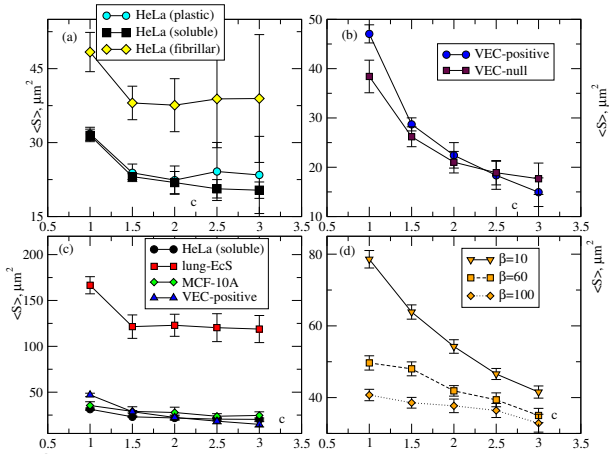 HeLa (plastic)
HeLa (soluble)
HeLa (fibrillar)
(a)
<S>, μm²
45
30
15
0.5 1 1.5 2 2.5 3 3.5
c
(b)
VEC-positive
VEC-null
<S>, μm²
50
40
30
20
10
0.5 1 1.5 2 2.5 3 3.5
c
(c)
HeLa (soluble)
lung-EcS
MCF-10A
VEC-positive
<S>, μm²
200
150
100
50
0.5 1 1.5 2 2.5 3 3.5
c
(d)
β=10
β=60
β=100
<S>, μm²
80
60
40
0.5 1 1.5 2 2.5 3 3.5
c